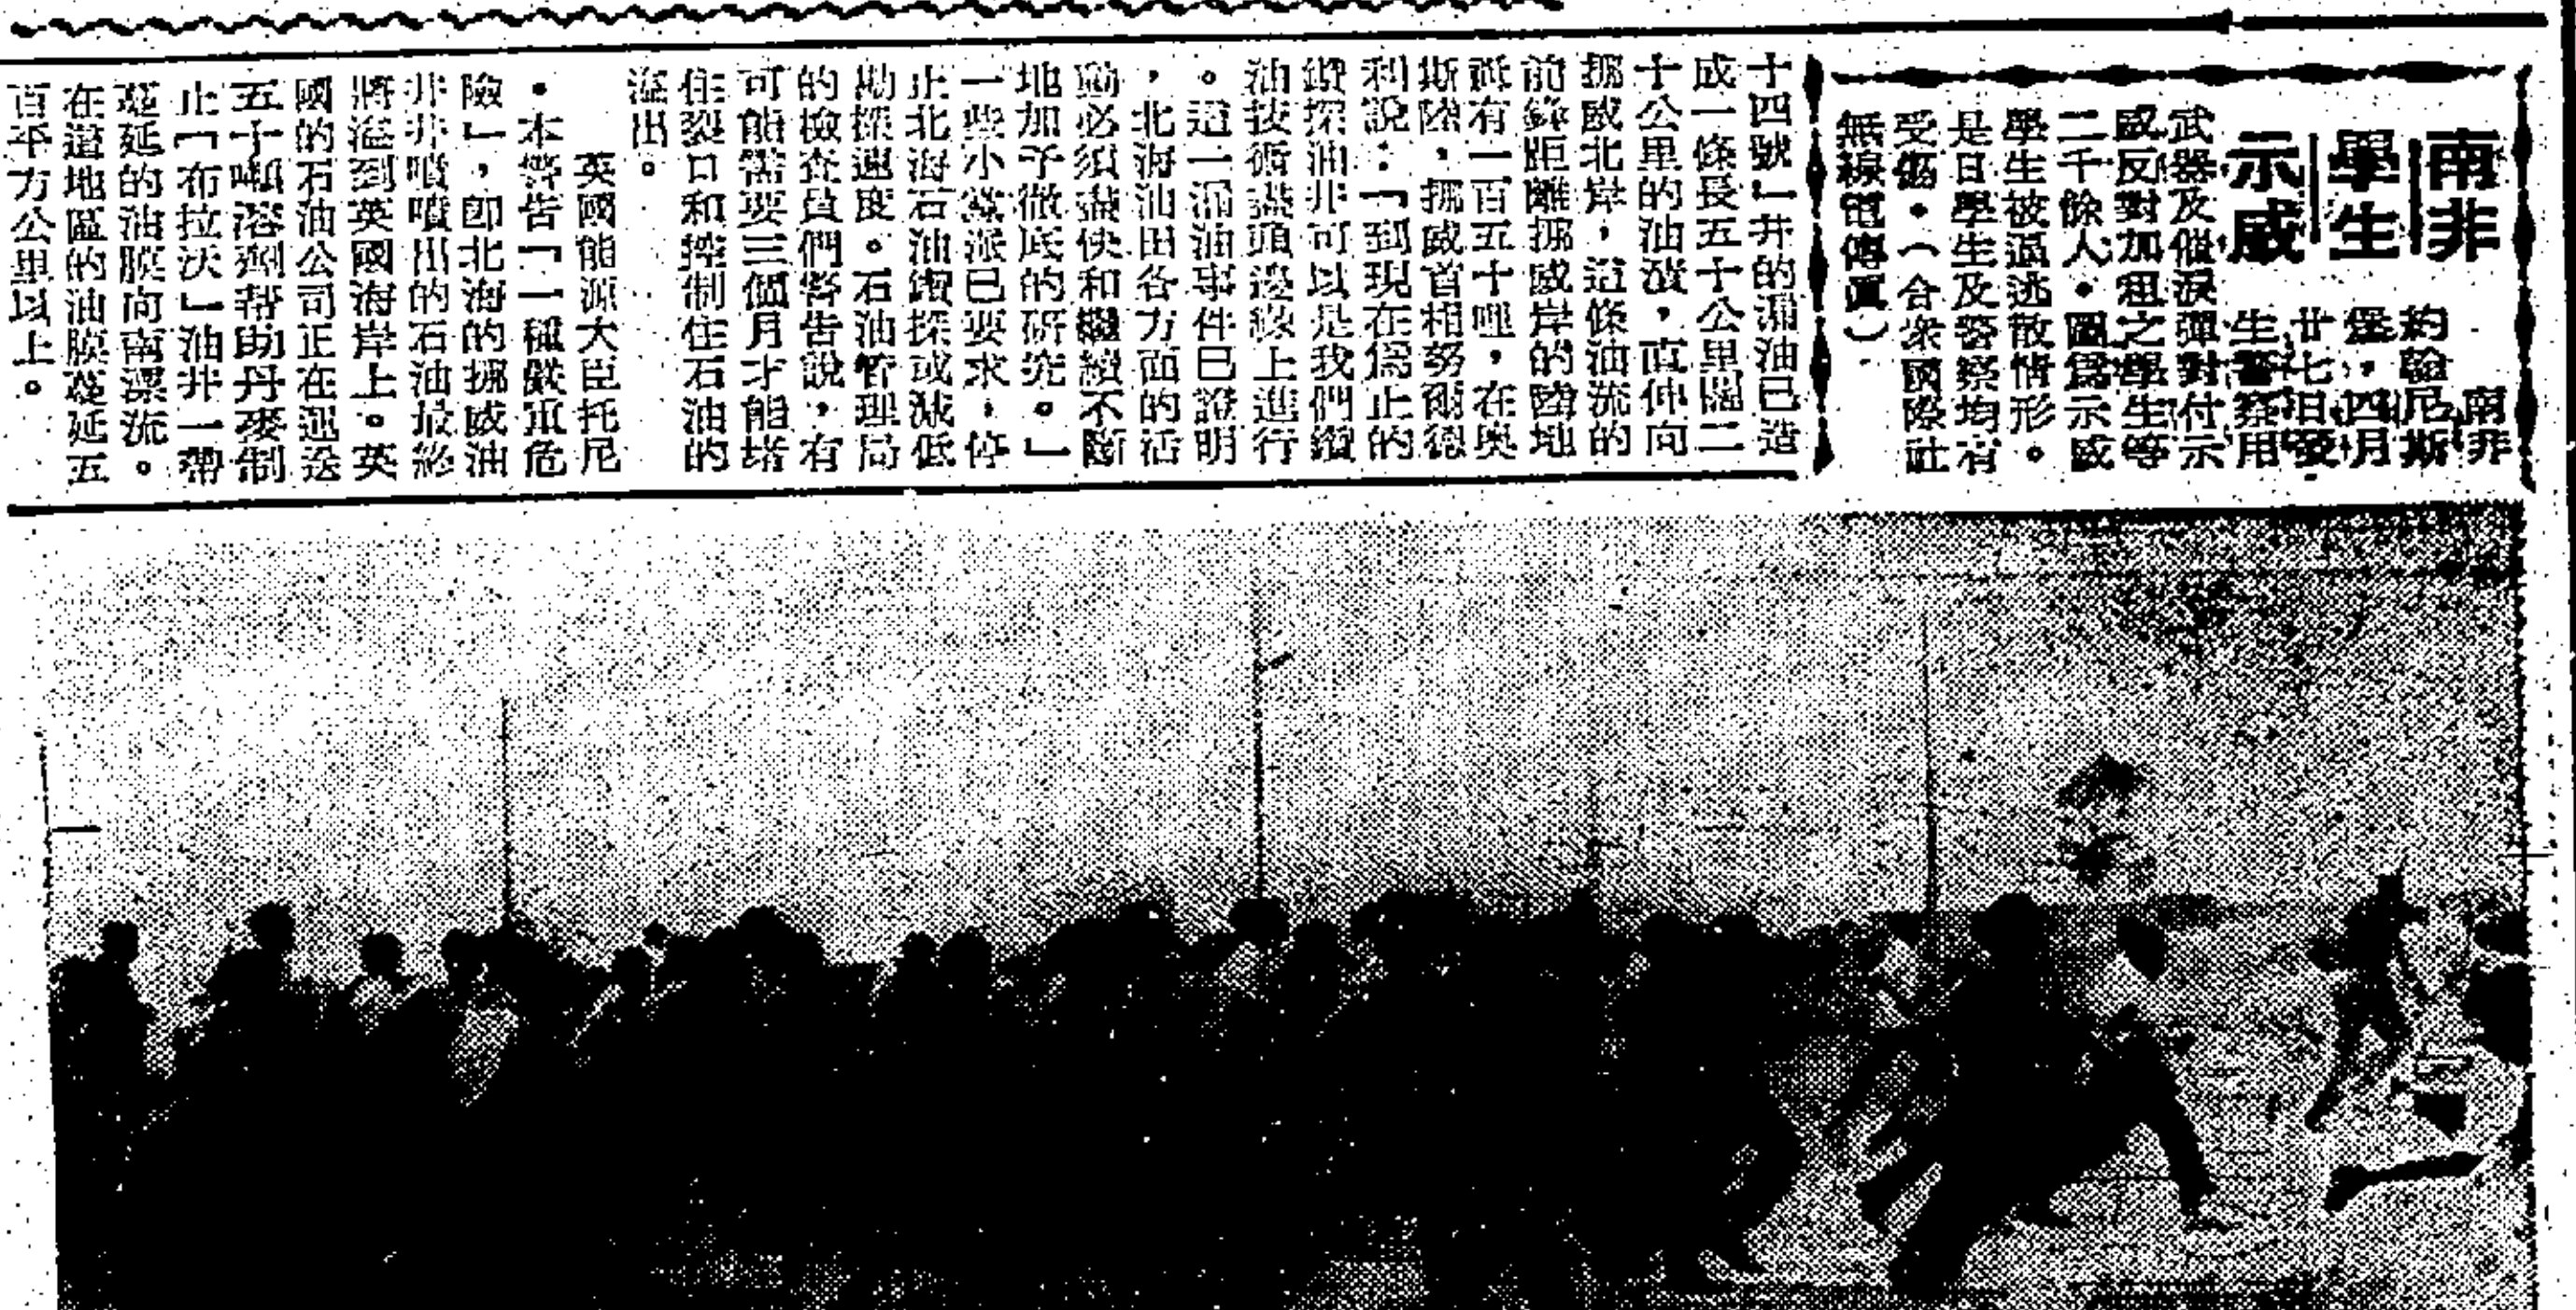 南非
學生
示威
南非
約翰尼斯
堡，四月
廿七日發
生警察用
武器及催淚彈對付示
威反對加租之學生等
二千餘人。圖爲示威
學生被逼逃散情形。
是日學生及警察均有
受傷。（合衆國際社
無線電傳眞）
十四號」井的漏油已造
成一條長五十公里闊二
十公里的油漬，直伸向
挪威北岸，這條油流的
前鋒距離挪威岸的陸地
祇有一百五十哩，在奥
斯陸，挪威首相努爾德
利說：「到現在爲止的
鑽探油井可以是我們鑽
油技術盡頭邊緣上進行
。這一漏油事件已證明
，北海油田各方面的活
動必須盡快和繼續不斷
地加予徹底的研究。」
一些小黨派已要求，停
止北海石油鑽探或減低
勘探速度。石油管理局
的檢查員們警告說，有
可能需要三個月才能堵
住裂口和控制住石油的
溢出。
英國能源大臣托尼
・本警告「一種嚴重危
險」，卽北海的挪威油
井井噴噴出的石油最終
將溢到英國海岸上。英
國的石油公司正在運送
五十噸溶劑幫助丹麥制
止「布拉沃」油井一帶
蔓延的油膜向南漂流。
在這地區的油膜蔓延五
百平方公里以上。